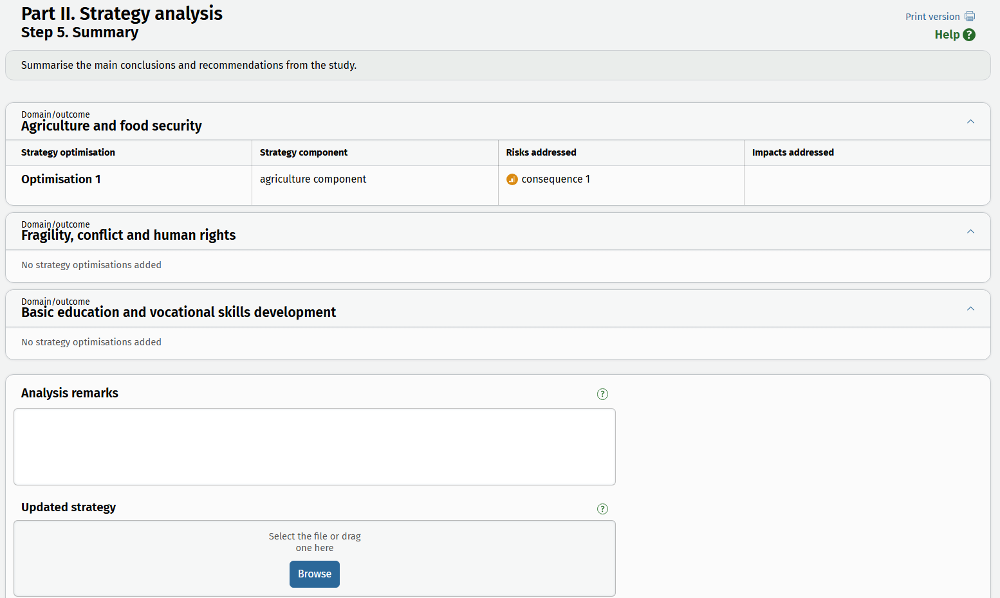 Part II. Strategy analysis
Step 5. Summary
Print version
Help ?
Summarise the main conclusions and recommendations from the study.
Domain/outcome
Agriculture and food security
Strategy optimisation
Strategy component
Risks addressed
Impacts addressed
Optimisation 1
agriculture component
consequence 1
Domain/outcome
Fragility, conflict and human rights
No strategy optimisations added
Domain/outcome
Basic education and vocational skills development
No strategy optimisations added
Analysis remarks
?
Updated strategy
?
Select the file or drag
one here
Browse